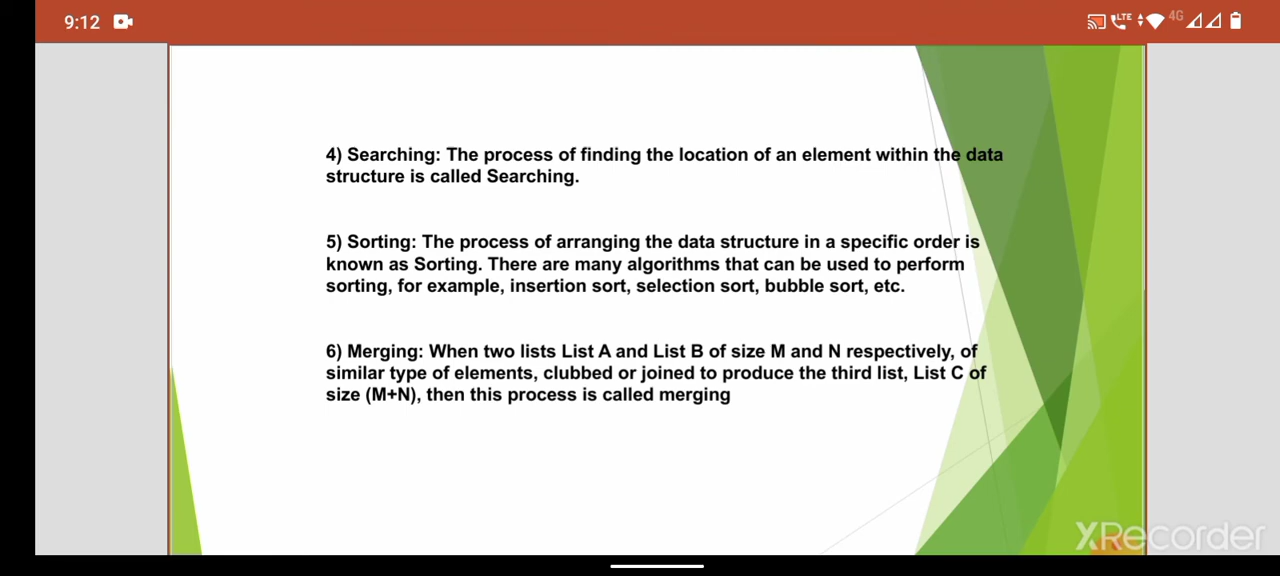 9:12
LTE
4G
4) Searching: The process of finding the location of an element within the data
structure is called Searching.
5) Sorting: The process of arranging the data structure in a specific order is
known as Sorting. There are many algorithms that can be used to perform
sorting, for example, insertion sort, selection sort, bubble sort, etc.
6) Merging: When two lists List A and List B of size M and N respectively, of
similar type of elements, clubbed or joined to produce the third list, List C of
size (M+N), then this process is called merging
XRecorder